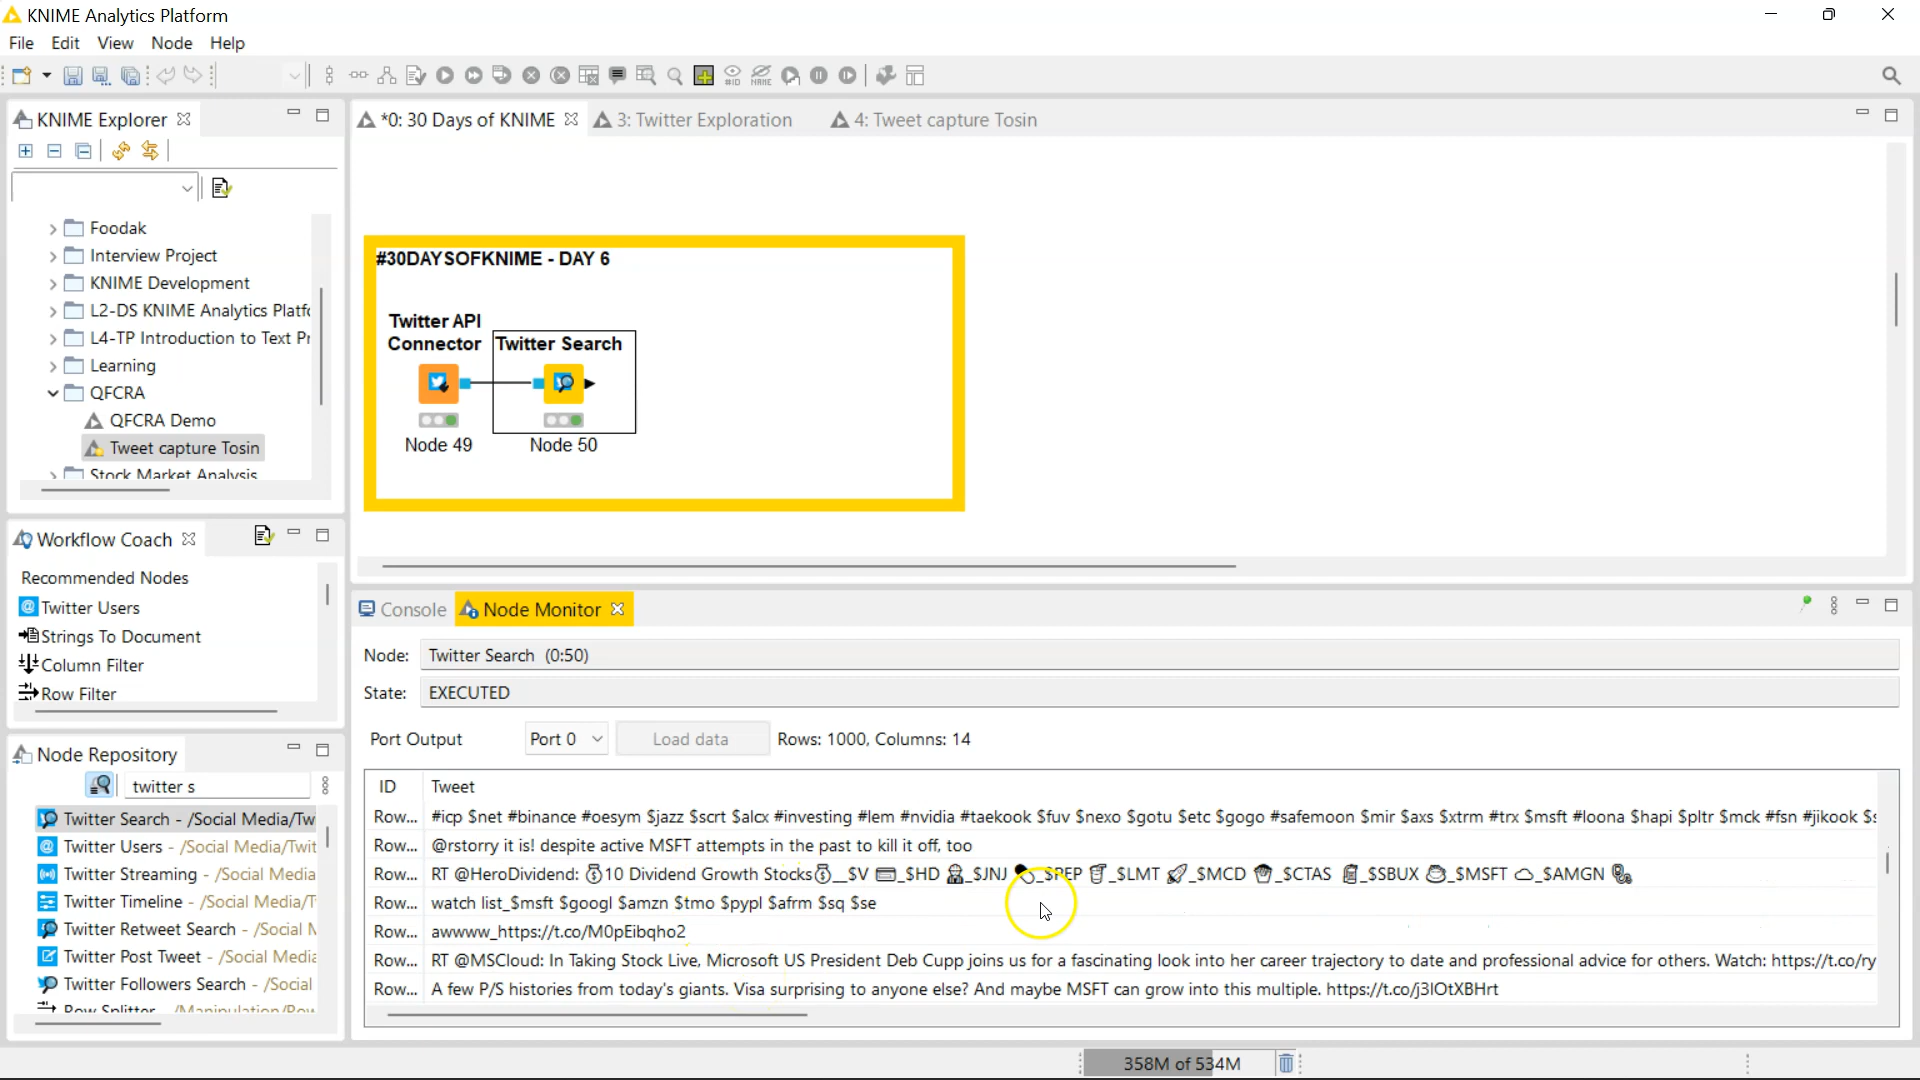 KNIME Analytics Platform
File Edit View Node Help
KNIME Explorer
*0: 30 Days of KNIME
3: Twitter Exploration
4: Tweet capture Tosin
Foodak
Interview Project
KNIME Development
L2-DS KNIME Analytics Platf
L4-TP Introduction to Text Pr
Learning
QFCRA
QFCRA Demo
Tweet capture Tosin
Stock Market Analysis
#30DAYSOFKNIME - DAY 6
Twitter API
Connector
Twitter Search
Node 49
Node 50
Workflow Coach
Recommended Nodes
Twitter Users
Strings To Document
Column Filter
Row Filter
Node Repository
twitter s
Twitter Search - /Social Media/Tw
Twitter Users - /Social Media/Twit
Twitter Streaming - /Social Media
Twitter Timeline - /Social Media/T
Twitter Retweet Search - /Social M
Twitter Post Tweet - /Social Media
Twitter Followers Search - /Social
Row Splitter - /Manipulation/Row
Console
Node Monitor
Node: Twitter Search (0:50)
State: EXECUTED
Port Output Port 0 Load data Rows: 1000, Columns: 14
ID Tweet
Row... #icp $net #binance #oesym $jazz $scrt $alcx #investing #lem #nvidia #taekook $fuv $nexo $gotu $etc $gogo #safemoon $mir $axs $xtrm #trx $msft #loona $hapi $pltr $mck #fsn #jikook $s
Row... @rstorry it is! despite active MSFT attempts in the past to kill it off, too
Row... RT @HeroDividend: 💰10 Dividend Growth Stocks💰_$V 💳_$HD 👷_$JNJ 💊_$PEP 🥤_$LMT 🚀_$MCD 🍟_$CTAS 📋_$SBUX ☕_$MSFT ☁_$AMGN 🧬
Row... watch list_$msft $googl $amzn $tmo $pypl $afrm $sq $se
Row... awwww_https://t.co/M0pEibqho2
Row... RT @MSCloud: In Taking Stock Live, Microsoft US President Deb Cupp joins us for a fascinating look into her career trajectory to date and professional advice for others. Watch: https://t.co/ry
Row... A few P/S histories from today's giants. Visa surprising to anyone else? And maybe MSFT can grow into this multiple. https://t.co/j3lOtXBHrt
358M of 534M